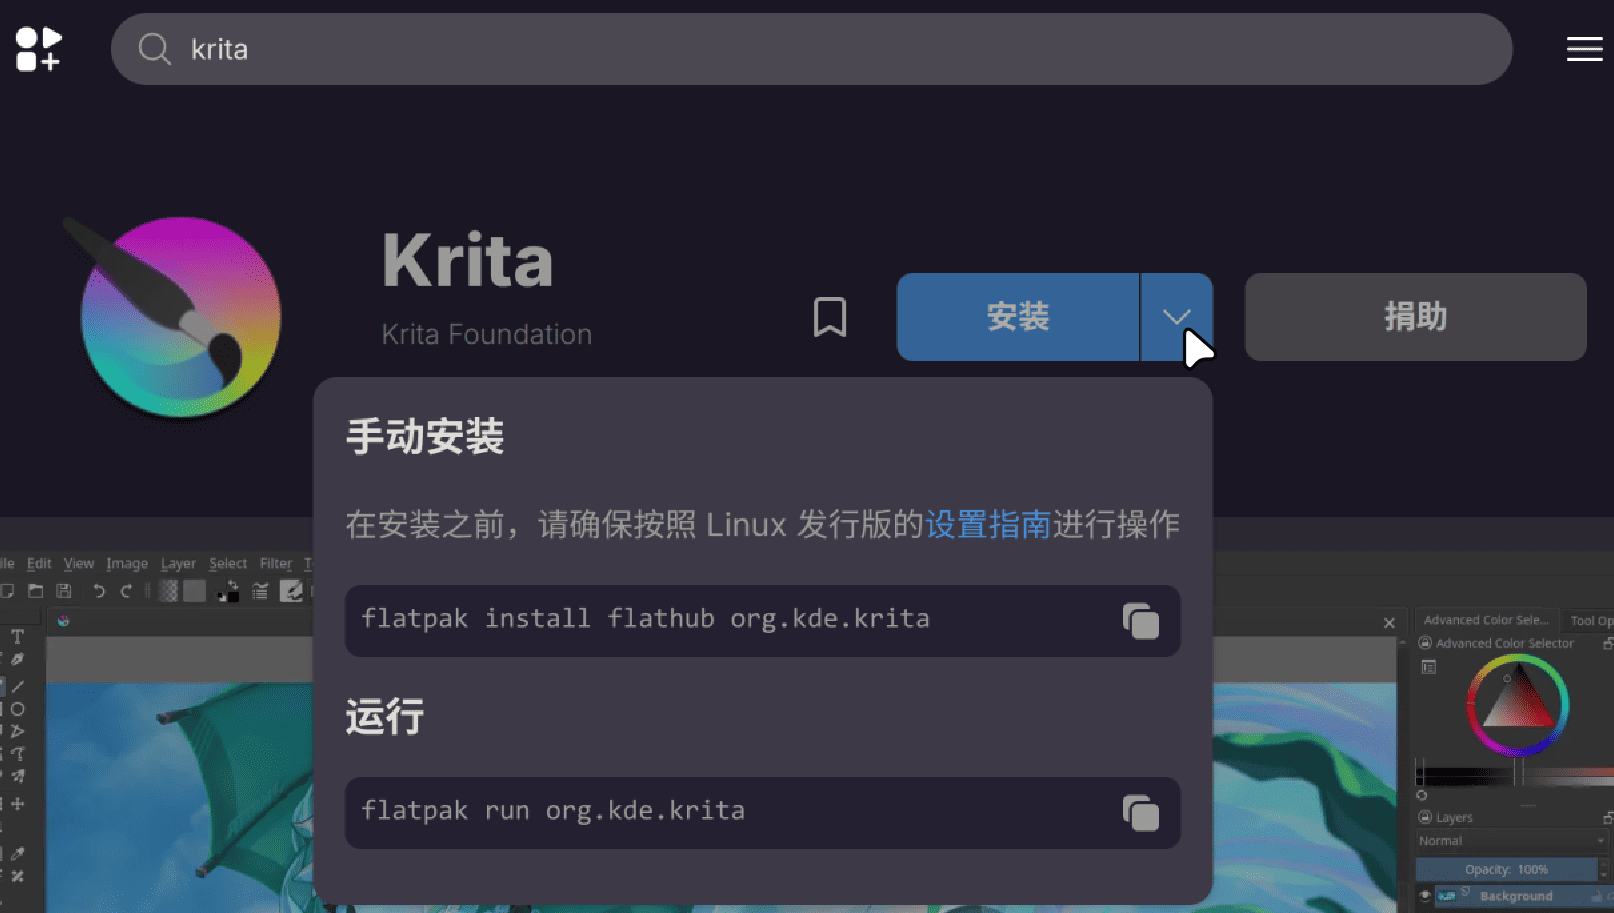 krita
Krita
Krita Foundation
安装
捐助
手动安装
在安装之前，请确保按照 Linux 发行版的设置指南进行操作
flatpak install flathub org.kde.krita
运行
flatpak run org.kde.krita
ile Edit View Image Layer Select Filter T
Advanced Color Sele... Tool Op
Advanced Color Selector
Layers
Normal
Opacity: 100%
Background